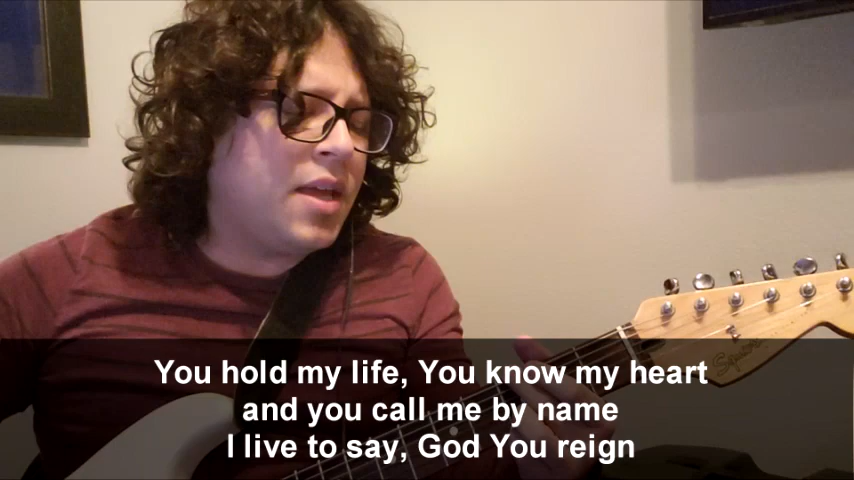 Squier
You hold my life, You know my heart
and you call me by name
I live to say, God You reign